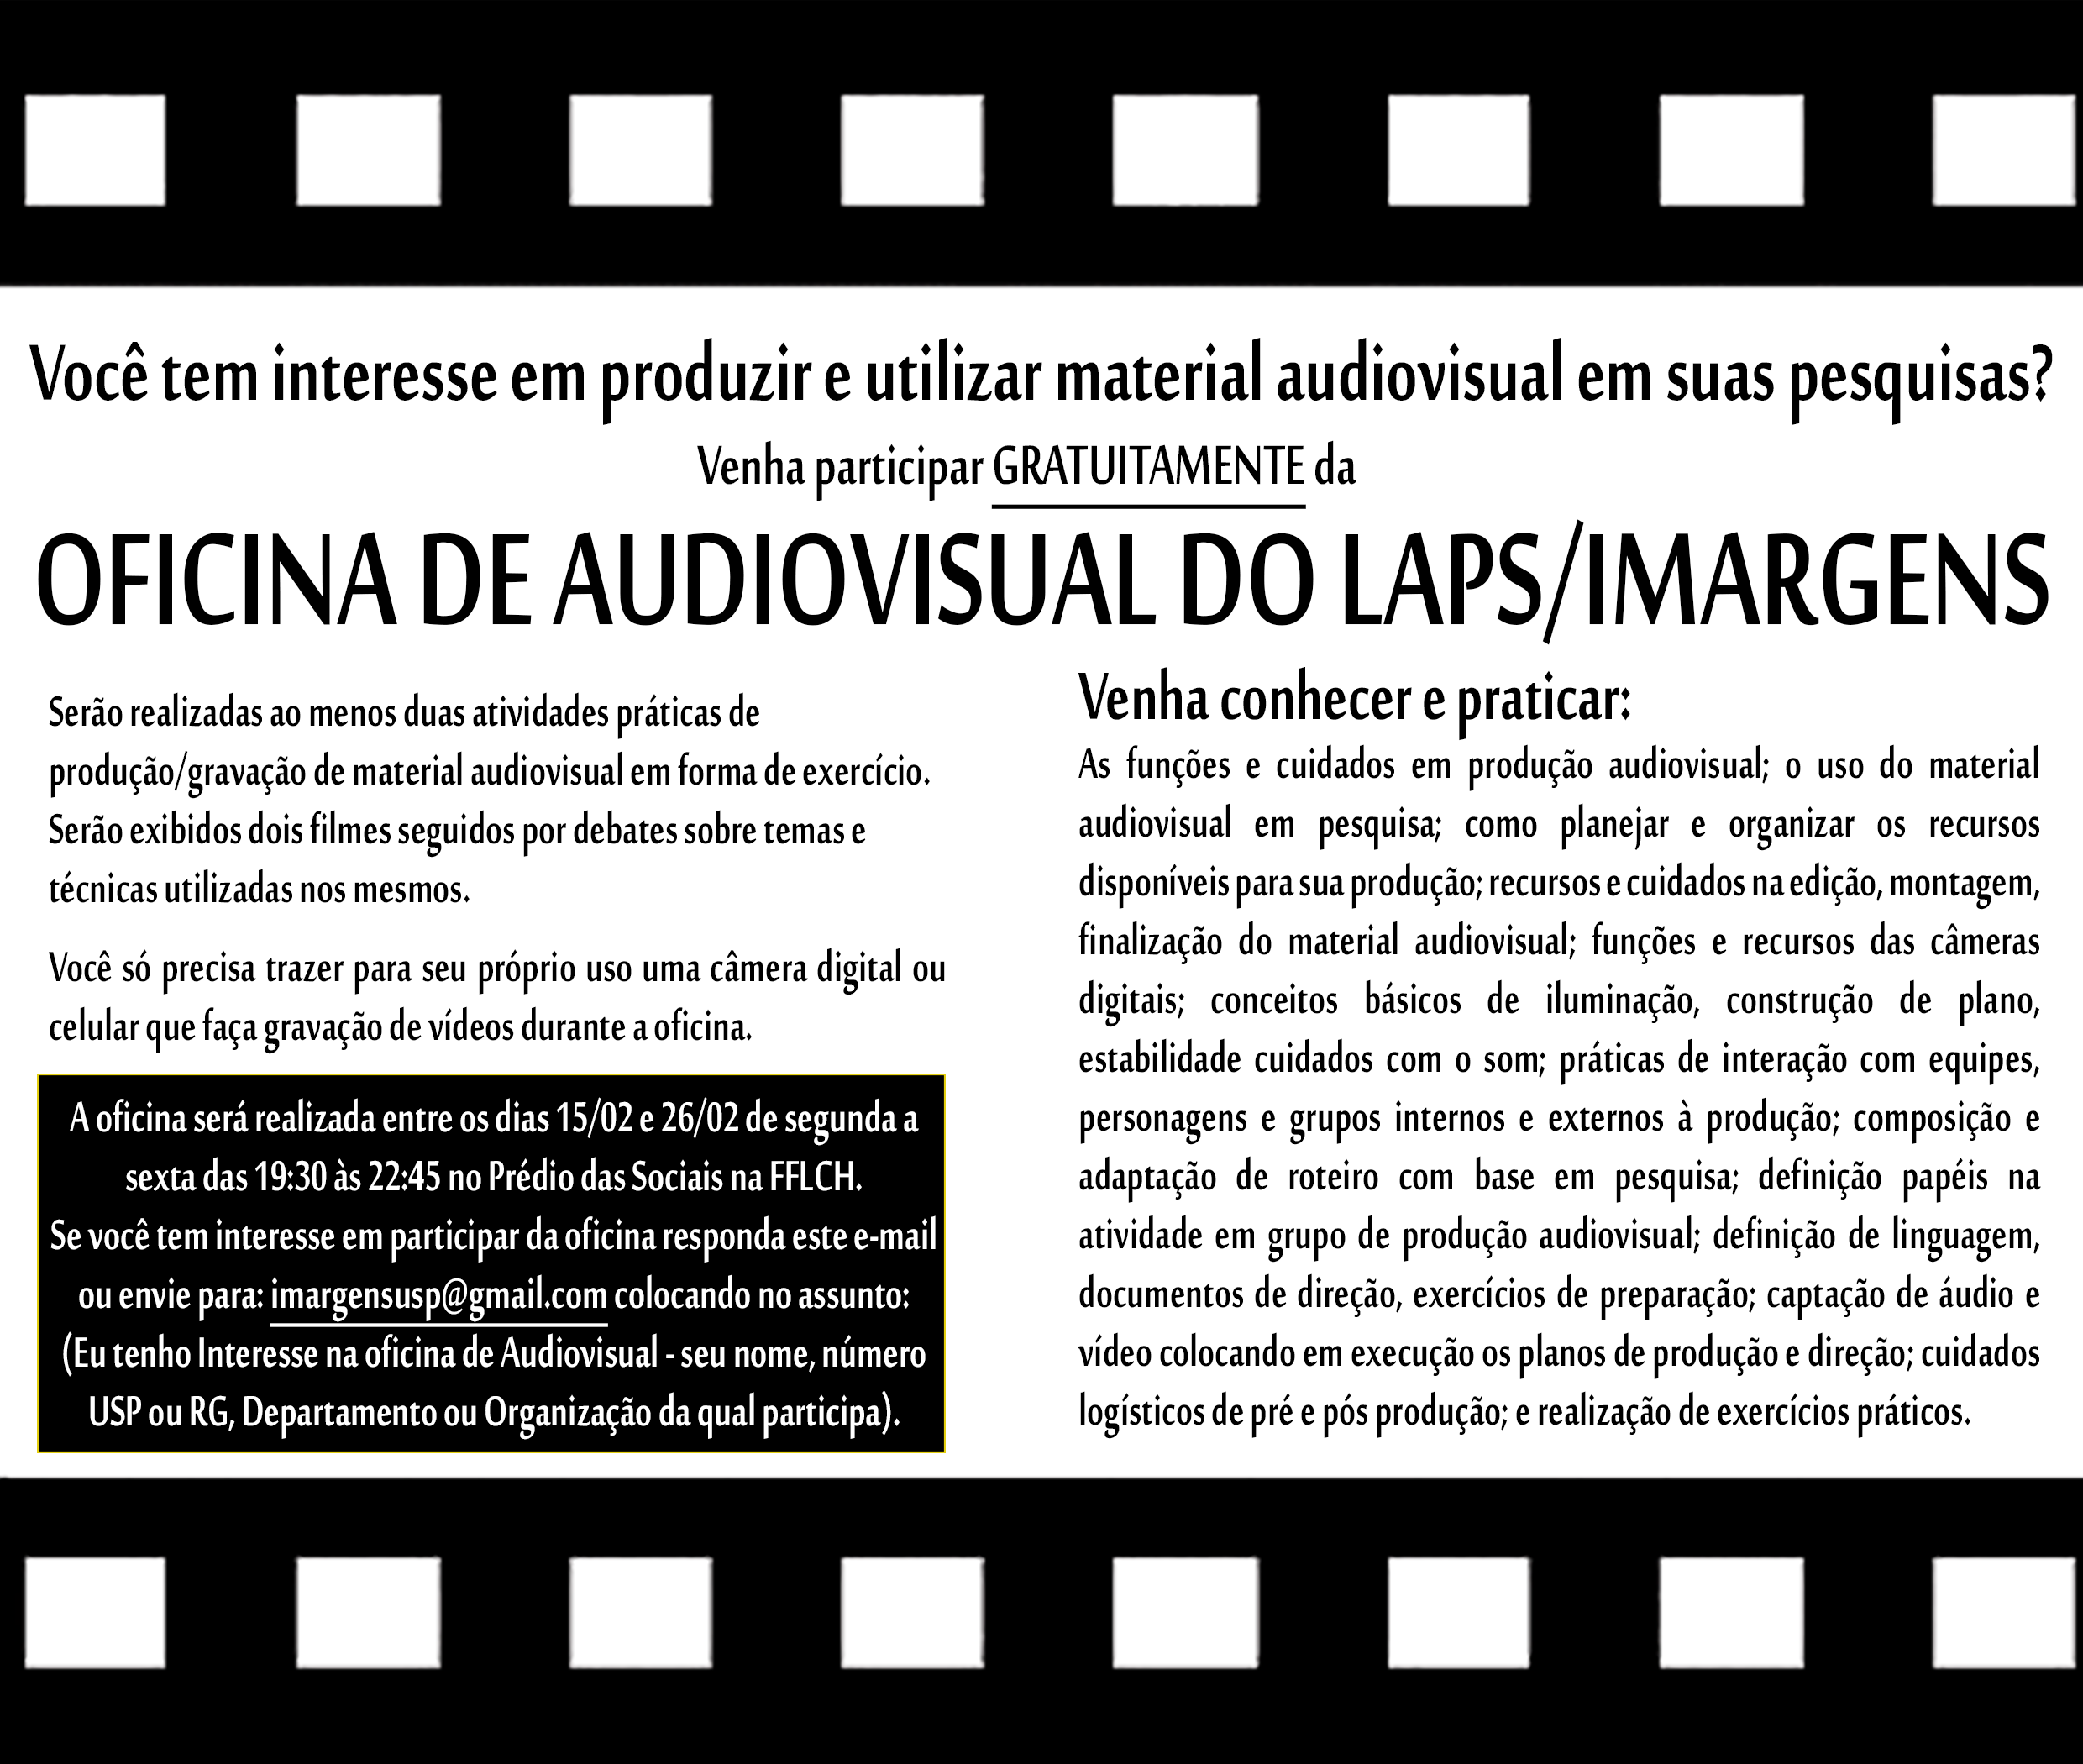 Você tem interesse em produzir e utilizar material audiovisual em suas pesquisas?
Venha participar GRATUITAMENTE da
OFICINA DE AUDIOVISUAL DO LAPS/IMARGENS
Serão realizadas ao menos duas atividades práticas de
produção/gravação de material audiovisual em forma de exercício.
Serão exibidos dois filmes seguidos por debates sobre temas e
técnicas utilizadas nos mesmos.
Você só precisa trazer para seu próprio uso uma câmera digital ou
celular que faça gravação de vídeos durante a oficina.
A oficina será realizada entre os dias 15/02 e 26/02 de segunda a
sexta das 19:30 às 22:45 no Prédio das Sociais na FFLCH.
Se você tem interesse em participar da oficina responda este e-mail
ou envie para: imargensusp@gmail.com colocando no assunto:
(Eu tenho Interesse na oficina de Audiovisual - seu nome, número
USP ou RG, Departamento ou Organização da qual participa).
Venha conhecer e praticar:
As funções e cuidados em produção audiovisual; o uso do material
audiovisual em pesquisa; como planejar e organizar os recursos
disponíveis para sua produção; recursos e cuidados na edição, montagem,
finalização do material audiovisual; funções e recursos das câmeras
digitais; conceitos básicos de iluminação, construção de plano,
estabilidade cuidados com o som; práticas de interação com equipes,
personagens e grupos internos e externos à produção; composição e
adaptação de roteiro com base em pesquisa; definição papéis na
atividade em grupo de produção audiovisual; definição de linguagem,
documentos de direção, exercícios de preparação; captação de áudio e
vídeo colocando em execução os planos de produção e direção; cuidados
logísticos de pré e pós produção; e realização de exercícios práticos.